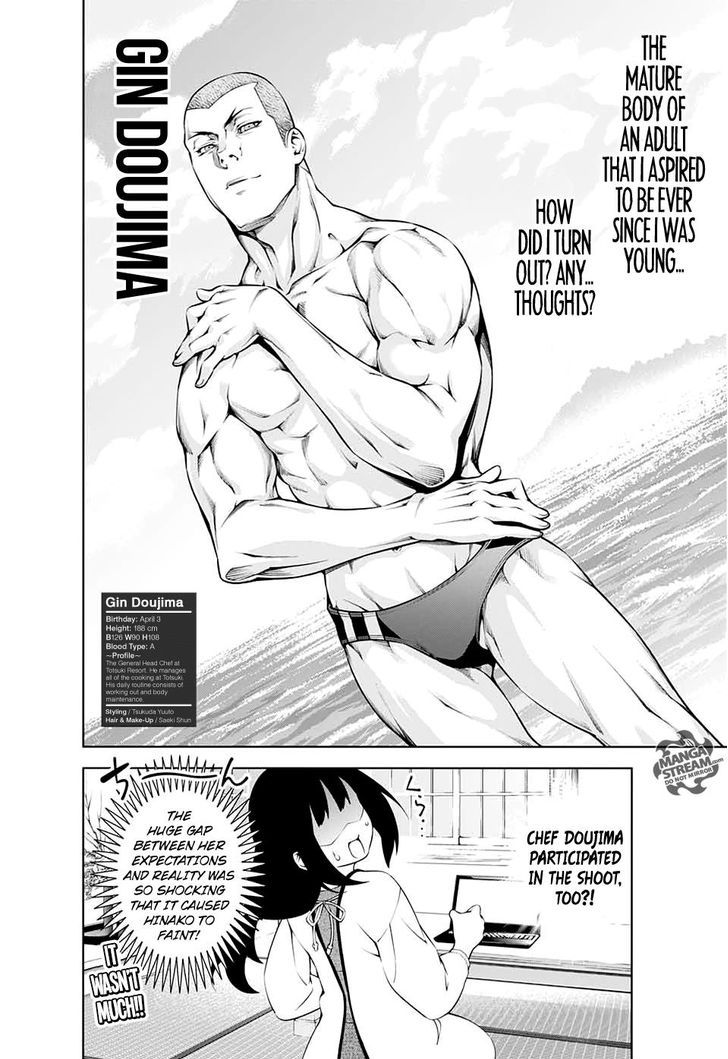 THE
MATURE
BODY OF
AN ADULT
THAT I ASPIRED
TO BE EVER
SINCE I WAS
YOUNG...
HOW
DID I TURN
OUT? ANY...
THOUGHTS?
GIN DOUJIMA
Gin Doujima
Birthday: April 3
Height: 188 cm
B126 W90 H108
Blood Type: A
~Profile~
The General Head Chef at
Totsuki Resort. He manages
all of the cooking at Totsuki.
His daily routine consists of
working out and body
maintenance.
Styling / Tsukuda Yuuto
Hair & Make-Up / Saeki Shun
MANGA
STREAM.com
DO NOT MIRROR
CHEF DOUJIMA
PARTICIPATED
IN THE SHOOT,
TOO?!
くら…
ち~~ん
THE
HUGE GAP
BETWEEN HER
EXPECTATIONS
AND REALITY WAS
SO SHOCKING
THAT IT CAUSED
HINAKO TO
FAINT!
IT
WASN'T
MUCH!!